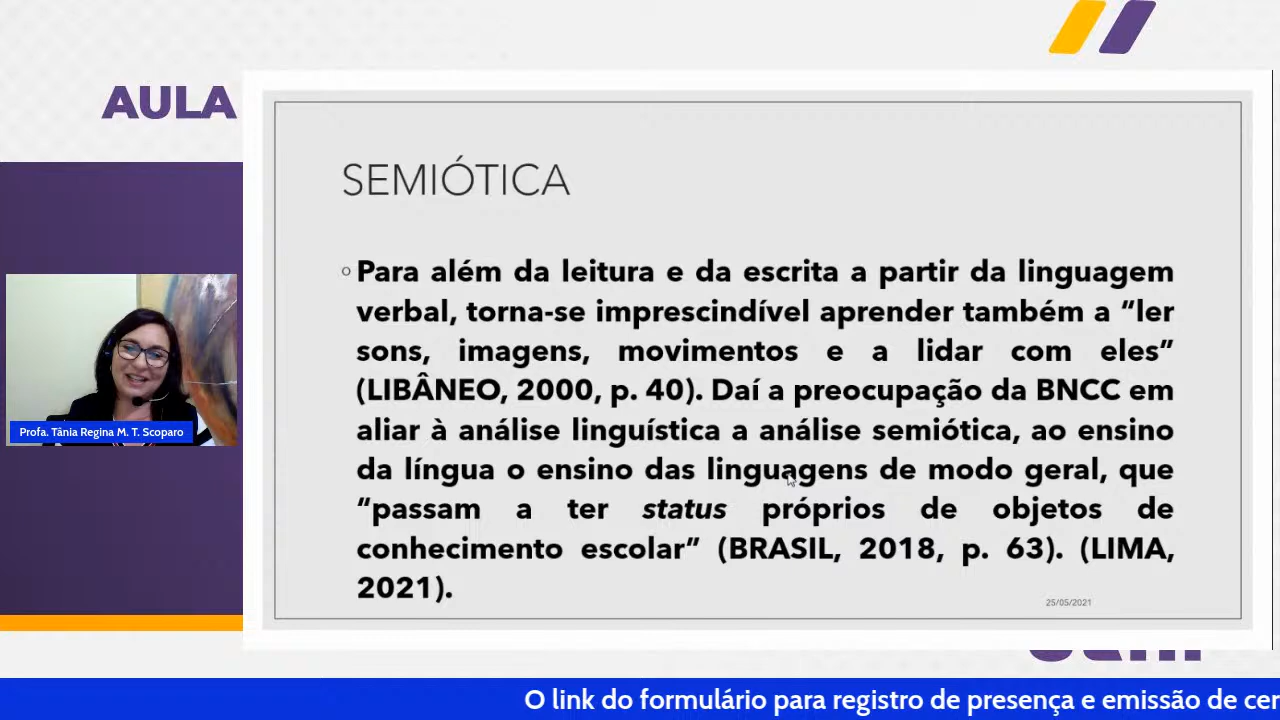 AULA
SEMIÓTICA
Para além da leitura e da escrita a partir da linguagem
verbal, torna-se imprescindível aprender também a “ler
sons, imagens, movimentos e a lidar com eles”
(LIBÂNEO, 2000, p. 40). Daí a preocupação da BNCC em
aliar à análise linguística a análise semiótica, ao ensino
da língua o ensino das linguagens de modo geral, que
“passam a ter status próprios de objetos de
conhecimento escolar” (BRASIL, 2018, p. 63). (LIMA,
2021).
25/05/2021
Profa. Tânia Regina M. T. Scoparo
O link do formulário para registro de presença e emissão de cer